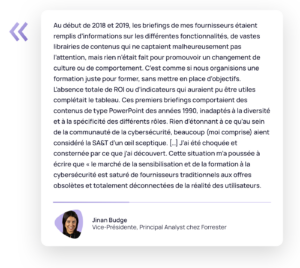 Au début de 2018 et 2019, les briefings de mes fournisseurs étaient
remplis d'informations sur les différentes fonctionnalités, de vastes
librairies de contenus qui ne captaient malheureusement pas
l'attention, mais rien n'était fait pour promouvoir un changement de
culture ou de comportement. C'est comme si nous organisions une
formation juste pour former, sans mettre en place d'objectifs.
L'absence totale de ROI ou d'indicateurs qui auraient pu être utiles
complétait le tableau. Ces premiers briefings comportaient des
contenus de type PowerPoint des années 1990, inadaptés à la diversité
et à la spécificité des différents rôles. Rien d'étonnant à ce qu'au sein
de la communauté de la cybersécurité, beaucoup (moi comprise) aient
considéré la SA&T d'un œil sceptique. [...] J'ai été choquée et
consternée par ce que j'ai découvert. Cette situation m'a poussée à
écrire que « le marché de la sensibilisation et de la formation à la
cybersécurité est saturé de fournisseurs traditionnels aux offres
obsolètes et totalement déconnectées de la réalité des utilisateurs.
Jinan Budge
Vice-Présidente, Principal Analyst chez Forrester